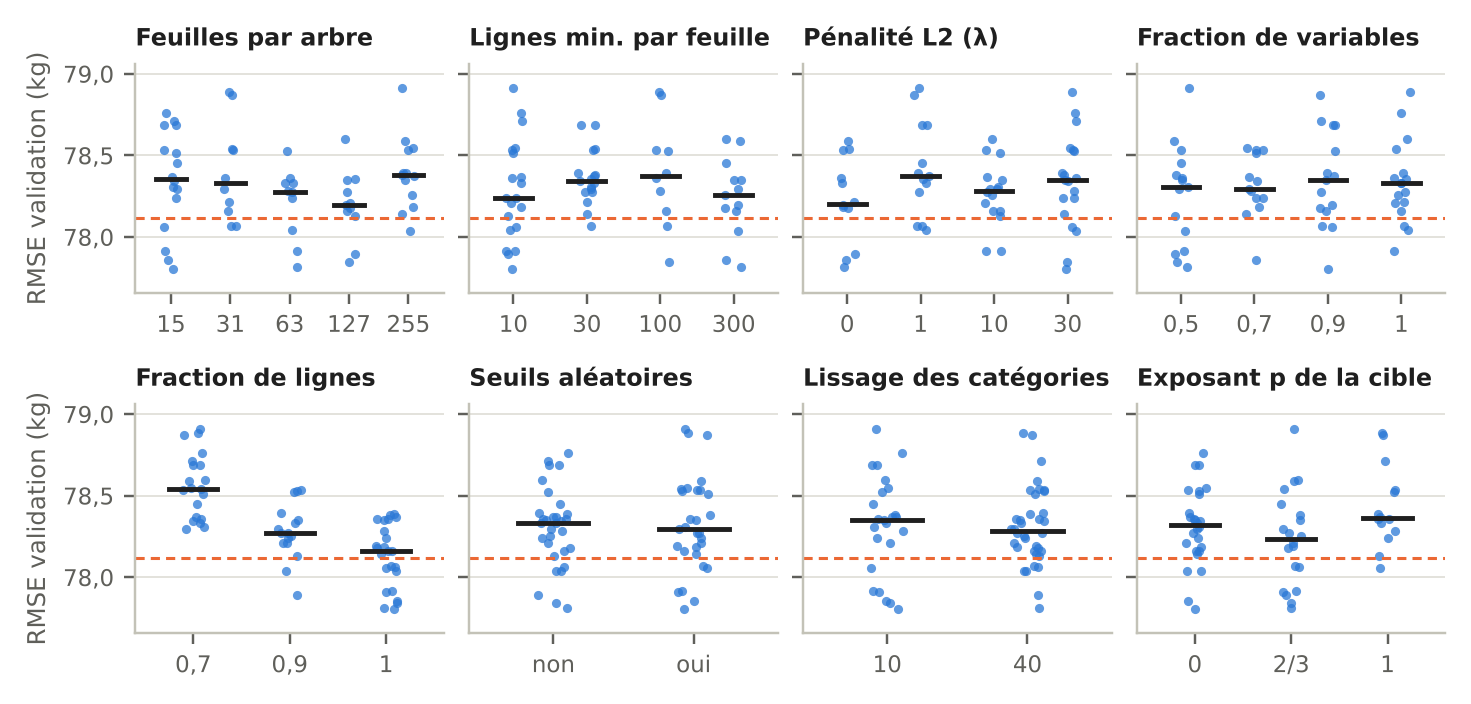 Feuilles par arbre
Lignes min. par feuille
Pénalité L2 (λ)
Fraction de variables
RMSE validation (kg)
79,0
78,5
78,0
15 31 63 127 255
10 30 100 300
0 1 10 30
0,5 0,7 0,9 1
Fraction de lignes
Seuils aléatoires
Lissage des catégories
Exposant p de la cible
RMSE validation (kg)
79,0
78,5
78,0
0,7 0,9 1
non oui
10 40
0 2/3 1